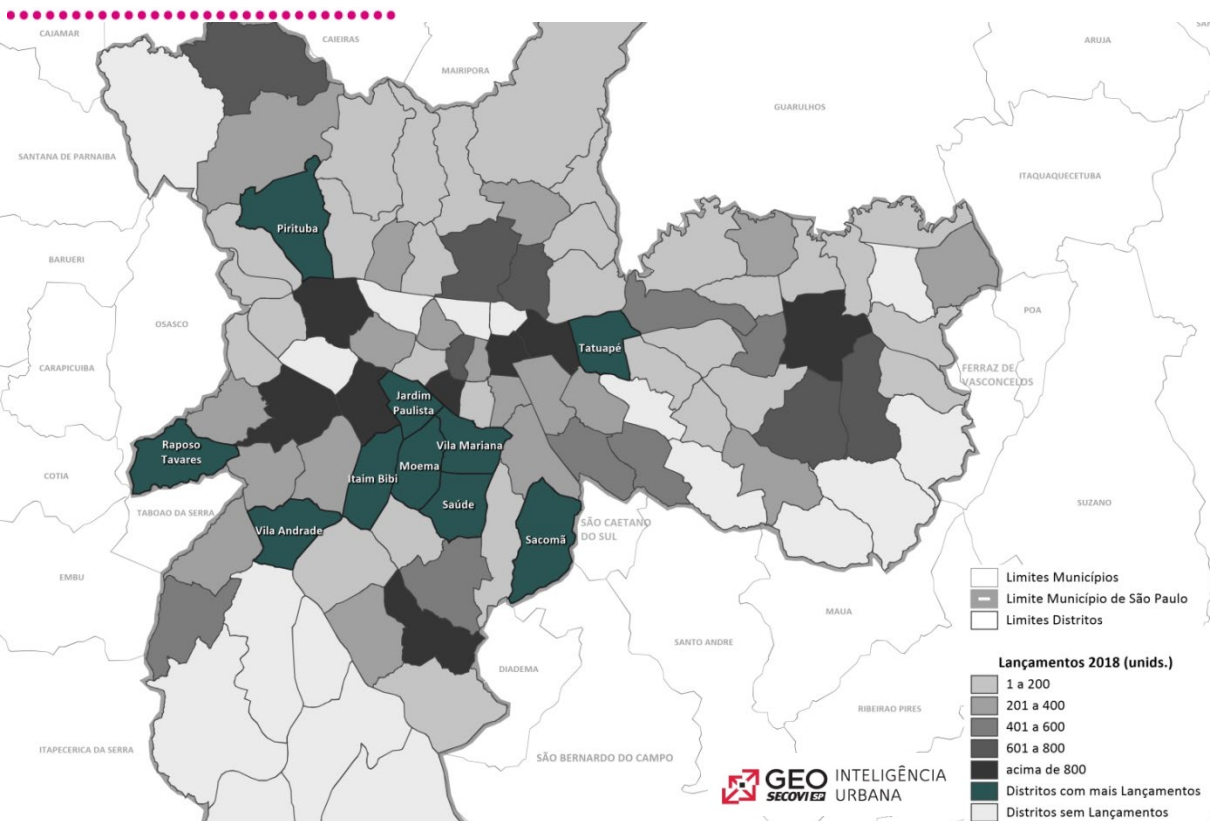 CAJAMAR
CAIEIRAS
MAIRIPORA
ARUJA
GUARULHOS
SANTANA DE PARNAIBA
ITAQUAQUECETUBA
Pirituba
BARUERI
OSASCO
POA
Tatuapé
CARAPICUIBA
FERRAZ DE
VASCONCELOS
Jardim
Paulista
Raposo
Tavares
Vila Mariana
Moema
Itaim Bibi
COTIA
Saúde
SUZANO
TABOAO DA SERRA
Vila Andrade
SÃO CAETANO
DO SUL
Sacomã
EMBU
MAUA
SANTO ANDRE
DIADEMA
RIBEIRAO PIRES
ITAPECERICA DA SERRA
SÃO BERNARDO DO CAMPO
Limites Municípios
Limite Município de São Paulo
Limites Distritos
Lançamentos 2018 (unids.)
1 a 200
201 a 400
401 a 600
601 a 800
acima de 800
Distritos com mais Lançamentos
Distritos sem Lançamentos
GEO
SECOVI SP
INTELIGÊNCIA
URBANA